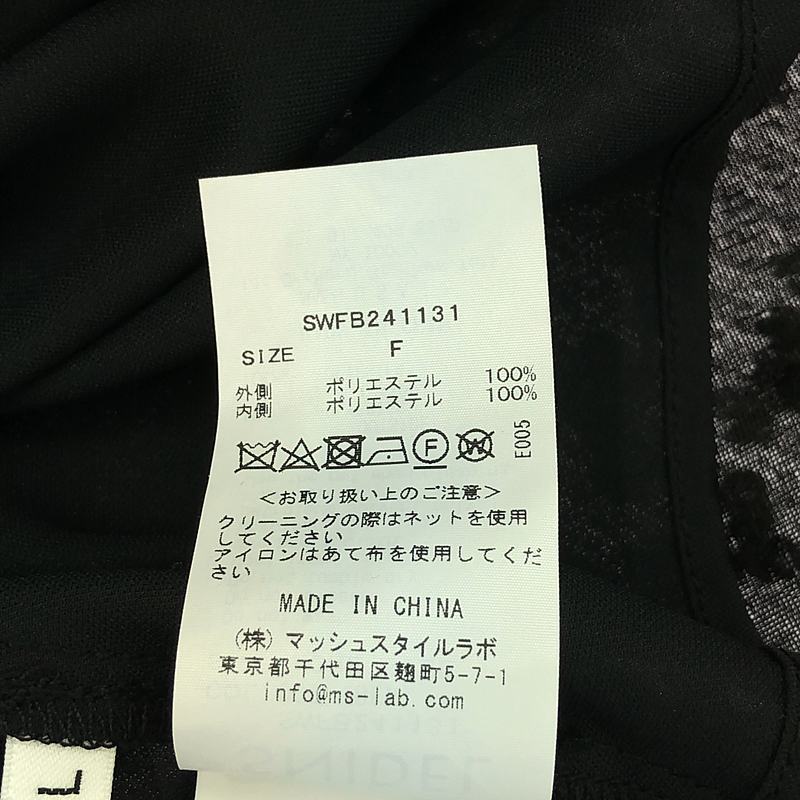 SWFB241131
SIZE F
外側 ポリエステル 100%
内側 ポリエステル 100%
F W E005
<お取り扱い上のご注意>
クリーニングの際はネットを使用
してください
アイロンはあて布を使用してくだ
さい
MADE IN CHINA
(株) マッシュスタイルラボ
東京都千代田区麹町5-7-1
info@ms-lab.com
SWFB241131
SNIDEL